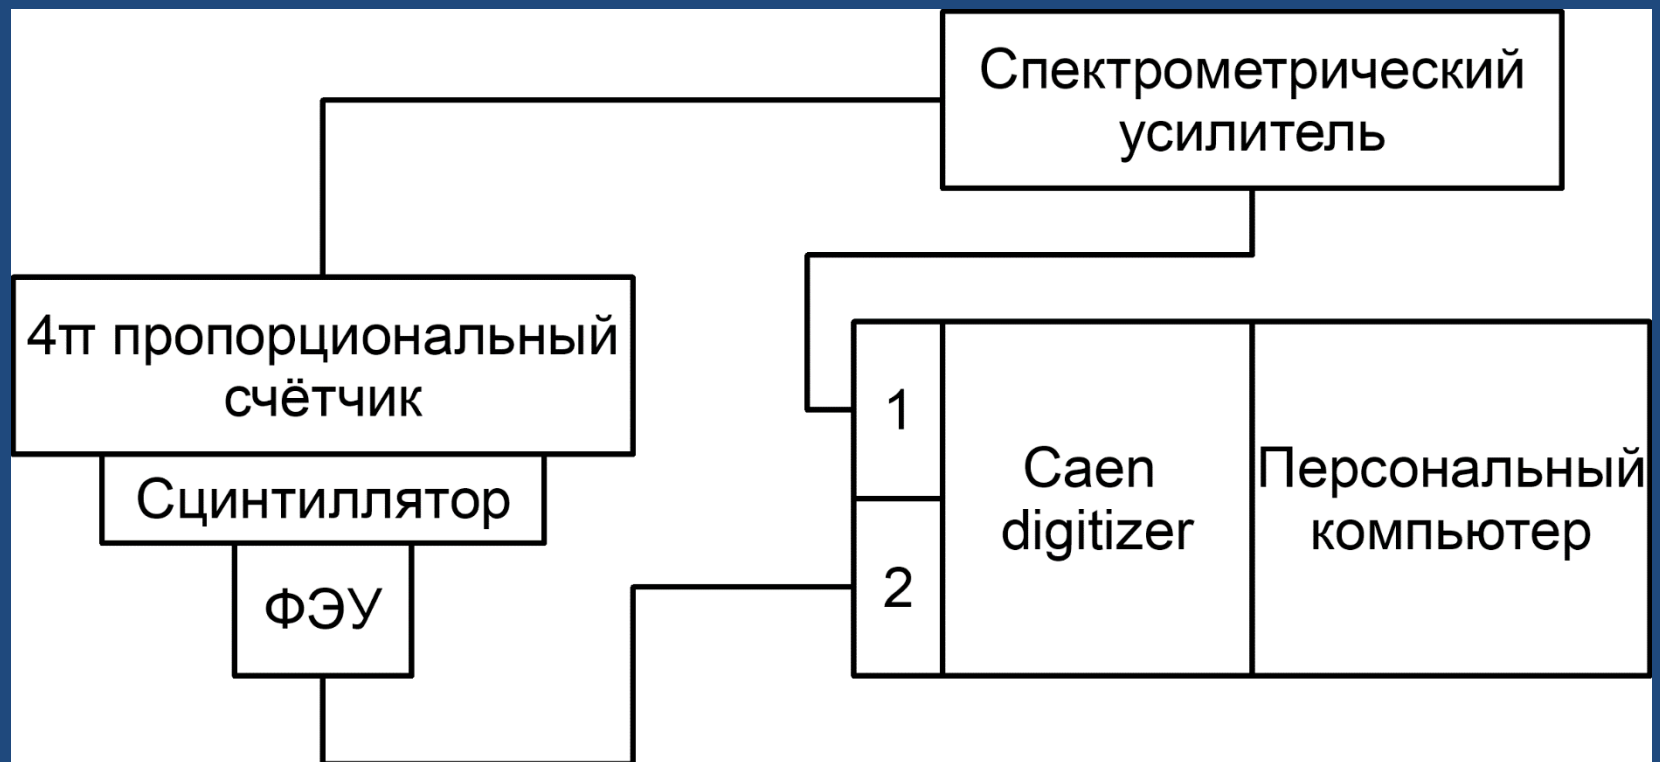 Спектрометрический
усилитель
4π пропорциональный
счётчик
Сцинтиллятор
ФЭУ
1
2
Caen
digitizer
Персональный
компьютер